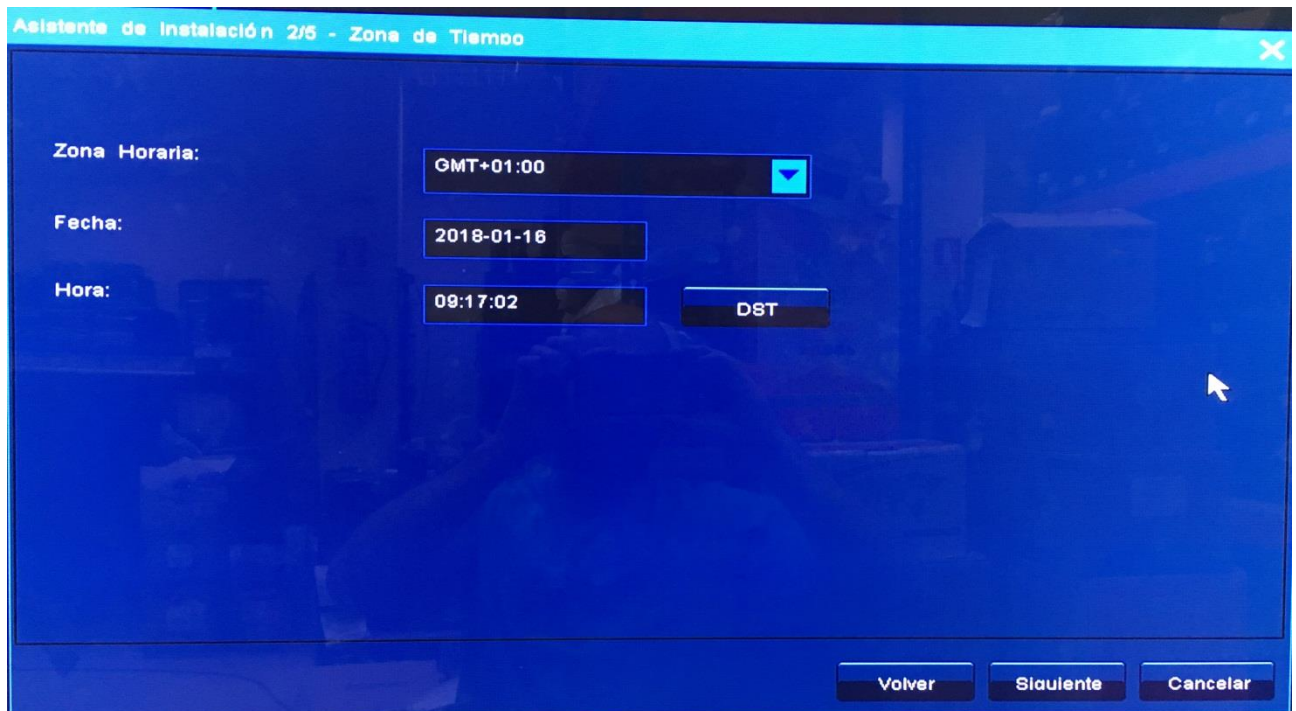 Asistente de Instalación 2/5 - Zona de Tiempo
Zona Horaria: GMT+01:00
Fecha: 2018-01-16
Hora: 09:17:02 DST
Volver Siguiente Cancelar